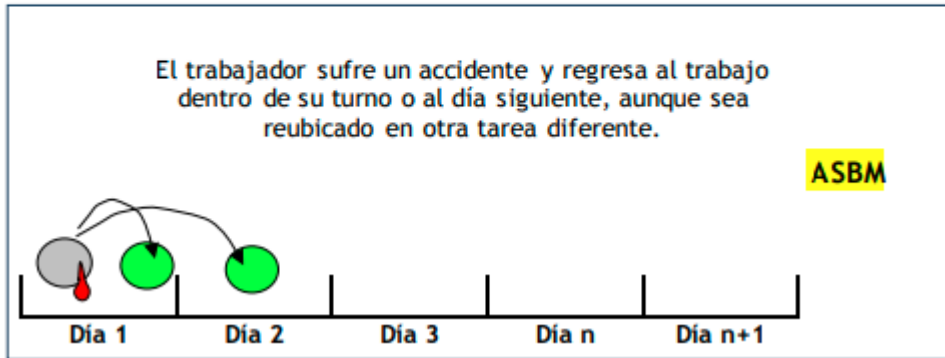 El trabajador sufre un accidente y regresa al trabajo
dentro de su turno o al día siguiente, aunque sea
reubicado en otra tarea diferente.
ASBM
Día 1 Día 2 Día 3 Día n Día n+1